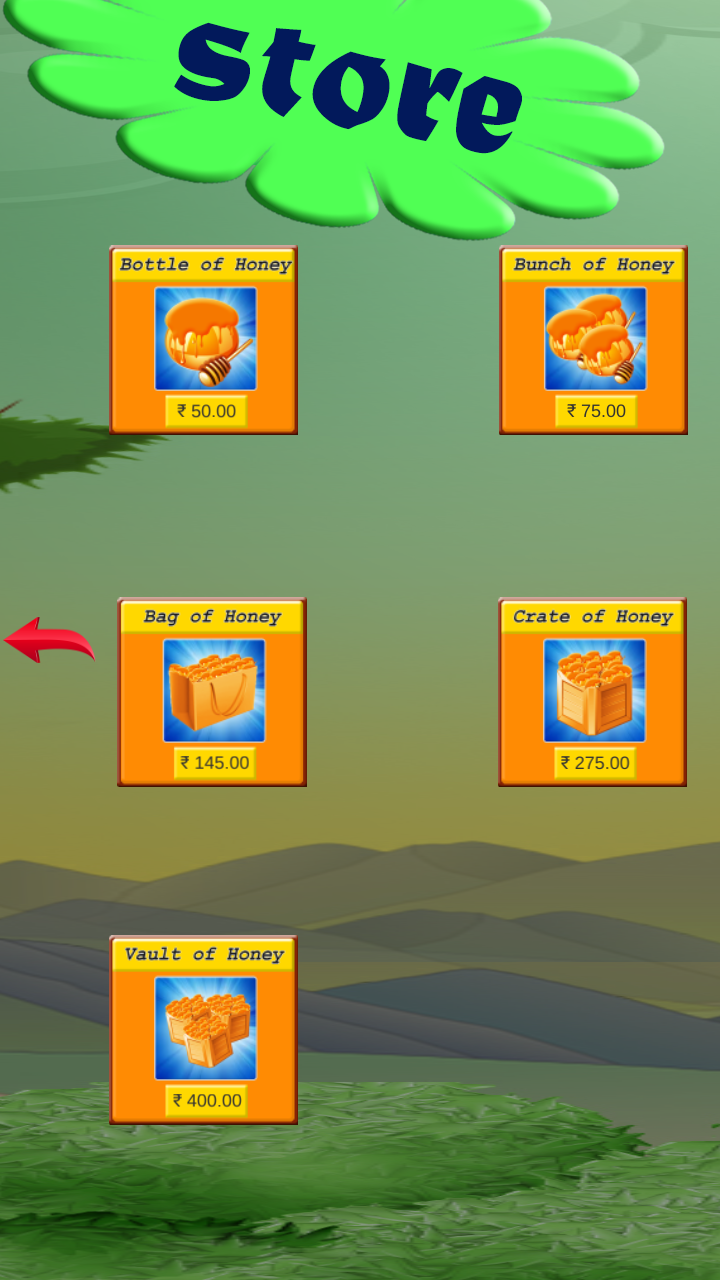 Store
Bottle of Honey
₹ 50.00
Bunch of Honey
₹ 75.00
Bag of Honey
₹ 145.00
Crate of Honey
₹ 275.00
Vault of Honey
₹ 400.00